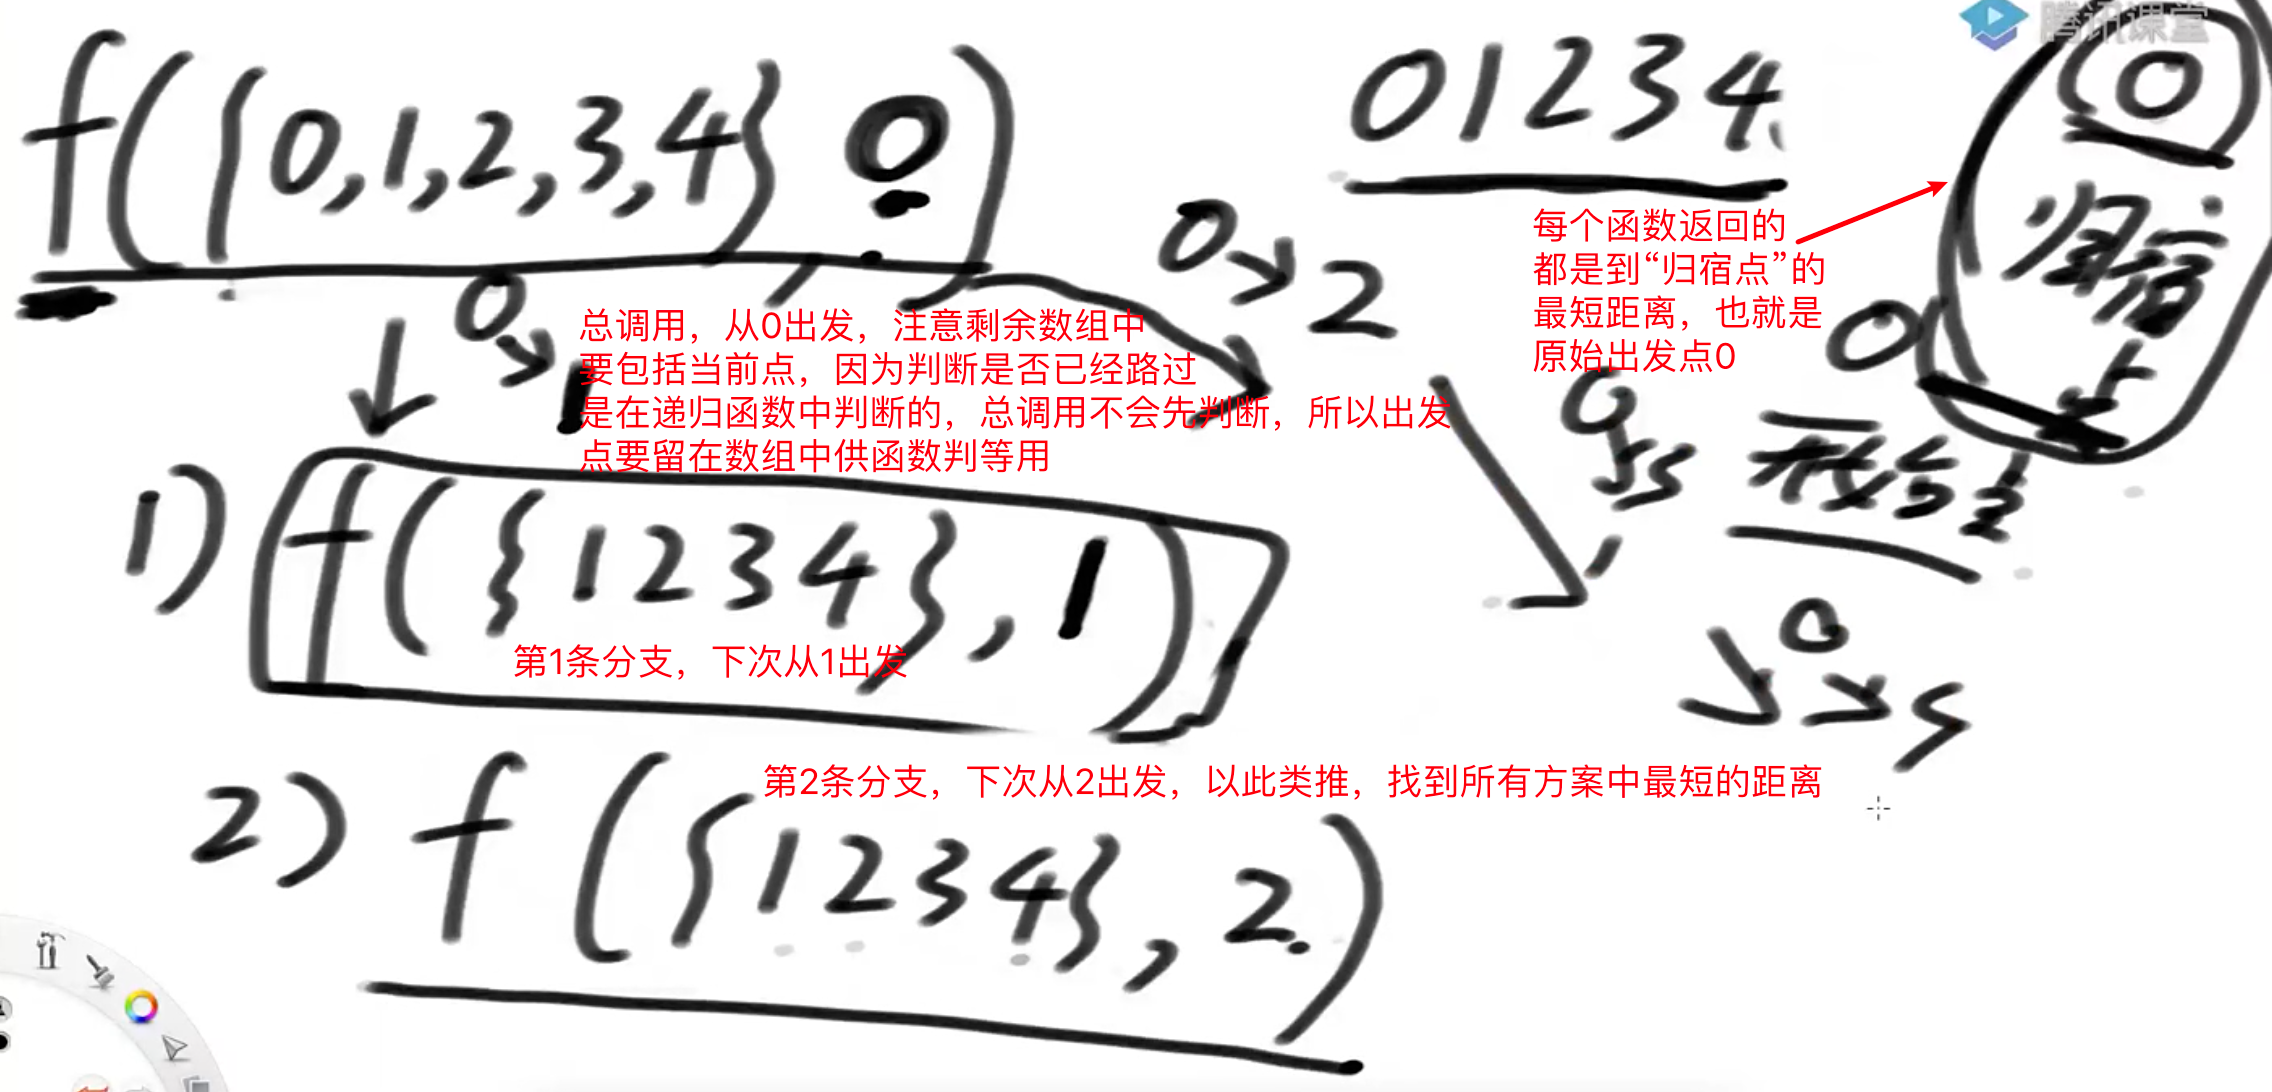 腾讯课堂
f({0,1,2,3,4} 0)
01234
0
归宿点
0→2
0→1
每个函数返回的
都是到“归宿点”的
最短距离，也就是
原始出发点0
总调用，从0出发，注意剩余数组中
要包括当前点，因为判断是否已经路过
是在递归函数中判断的，总调用不会先判断，所以出发
点要留在数组中供函数判等用
0
0→3
1) f({1234},1)
第1条分支，下次从1出发
0→4
第2条分支，下次从2出发，以此类推，找到所有方案中最短的距离
2) f({1234},2)